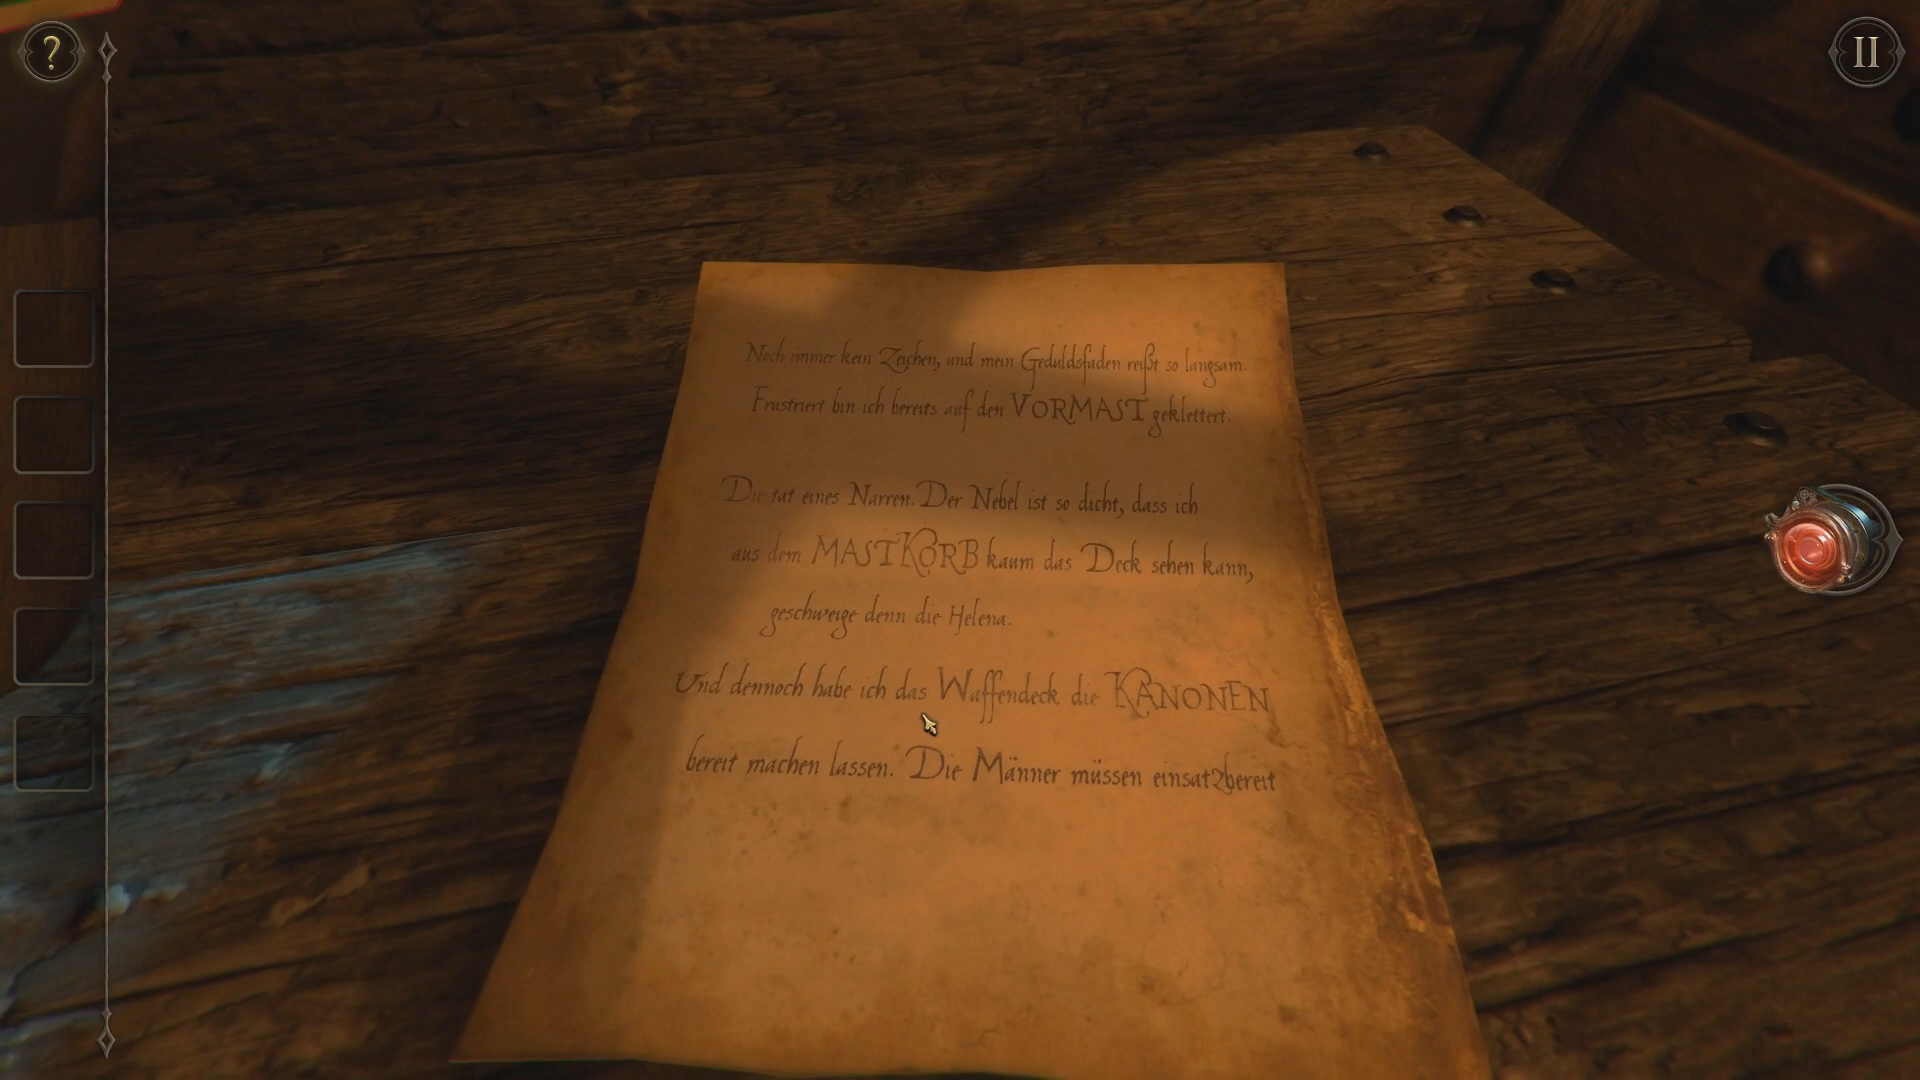 ?
II
Noch immer kein Zeichen, und mein Geduldsfaden reißt so langsam.
Frustriert bin ich bereits auf den VORMAST geklettert.
Die tat eines Narren. Der Nebel ist so dicht, dass ich
aus dem MASTKORB kaum das Deck sehen kann,
geschweige denn die Helena.
Und dennoch habe ich das Waffendeck die KANONEN
bereit machen lassen. Die Männer müssen einsatzbereit